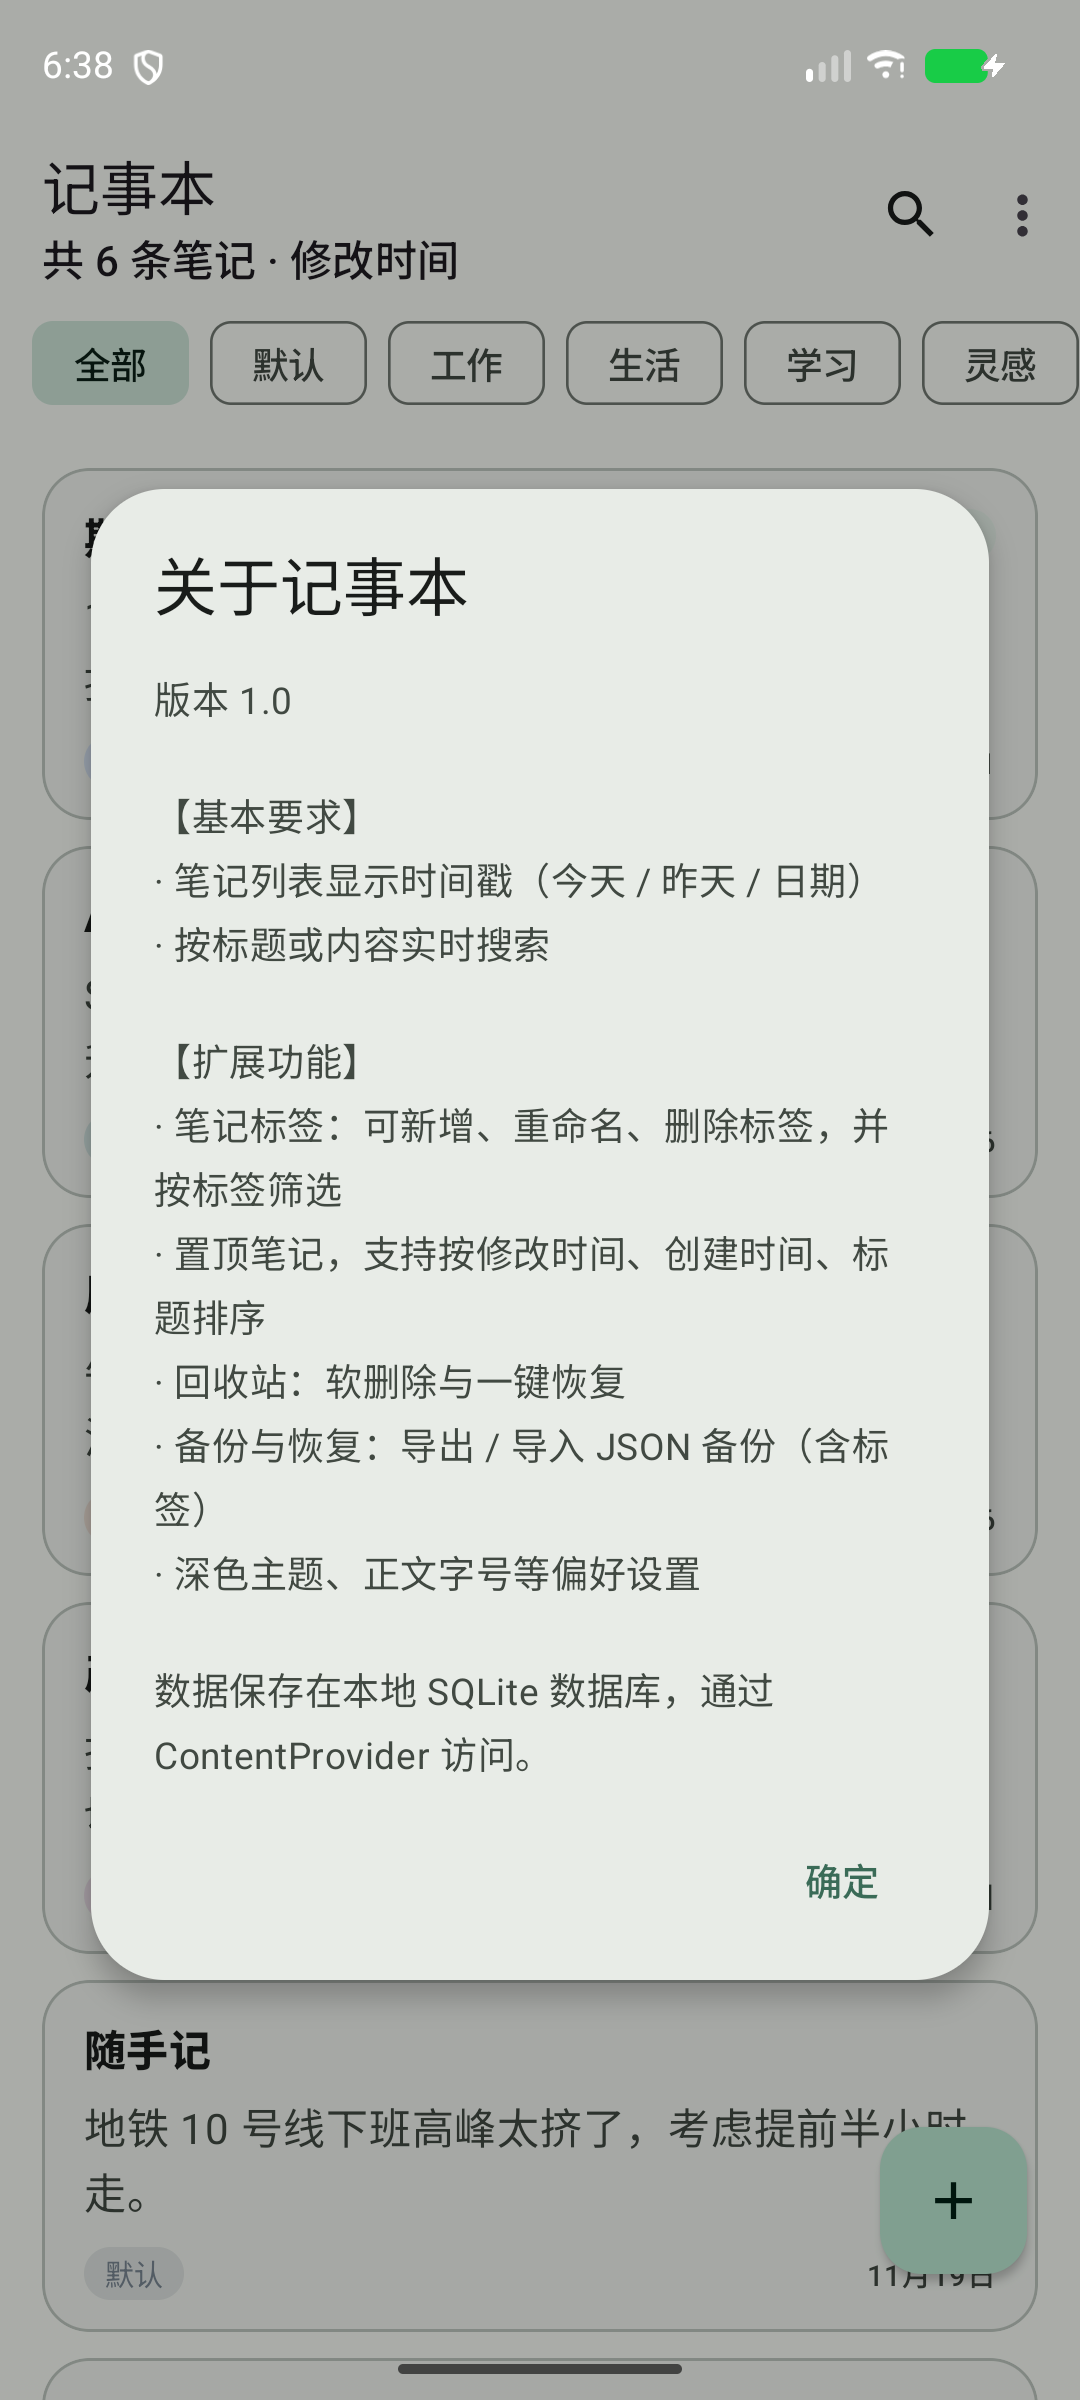 6:38
记事本
共 6 条笔记 · 修改时间
全部 默认 工作 生活 学习 灵感
关于记事本
版本 1.0
【基本要求】
· 笔记列表显示时间戳（今天 / 昨天 / 日期）
· 按标题或内容实时搜索
【扩展功能】
· 笔记标签：可新增、重命名、删除标签，并
按标签筛选
· 置顶笔记，支持按修改时间、创建时间、标
题排序
· 回收站：软删除与一键恢复
· 备份与恢复：导出 / 导入 JSON 备份（含标
签）
· 深色主题、正文字号等偏好设置
数据保存在本地 SQLite 数据库，通过
ContentProvider 访问。
确定
随手记
地铁 10 号线下班高峰太挤了，考虑提前半小时
走。
默认
11月19日